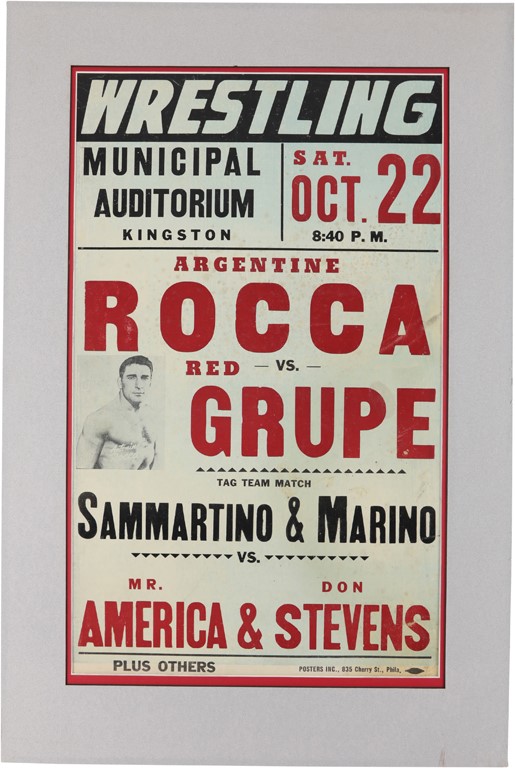 WRESTLING
MUNICIPAL
AUDITORIUM
KINGSTON
SAT.
OCT. 22
8:40 P. M.
ARGENTINE
ROCCA
RED — VS. —
GRUPE
TAG TEAM MATCH
SAMMARTINO & MARINO
VS.
MR. DON
AMERICA & STEVENS
PLUS OTHERS
POSTERS INC., 835 Cherry St., Phila.